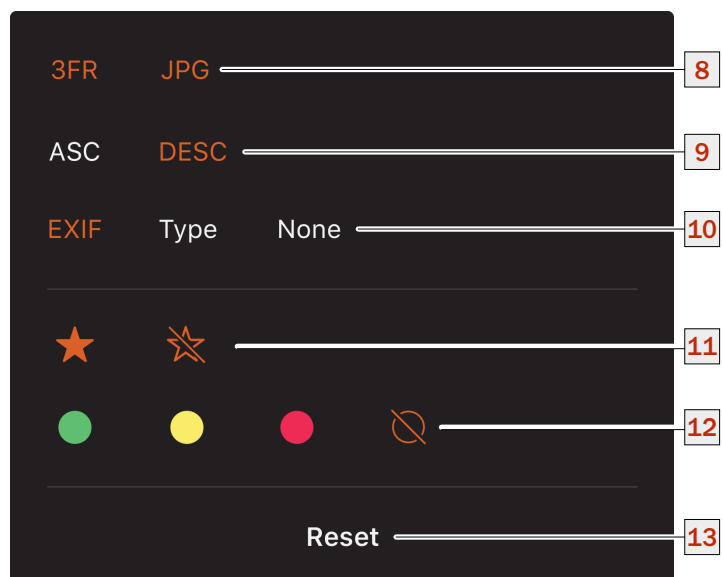 3FR JPG 8
ASC DESC 9
EXIF Type None 10
11
12
Reset 13